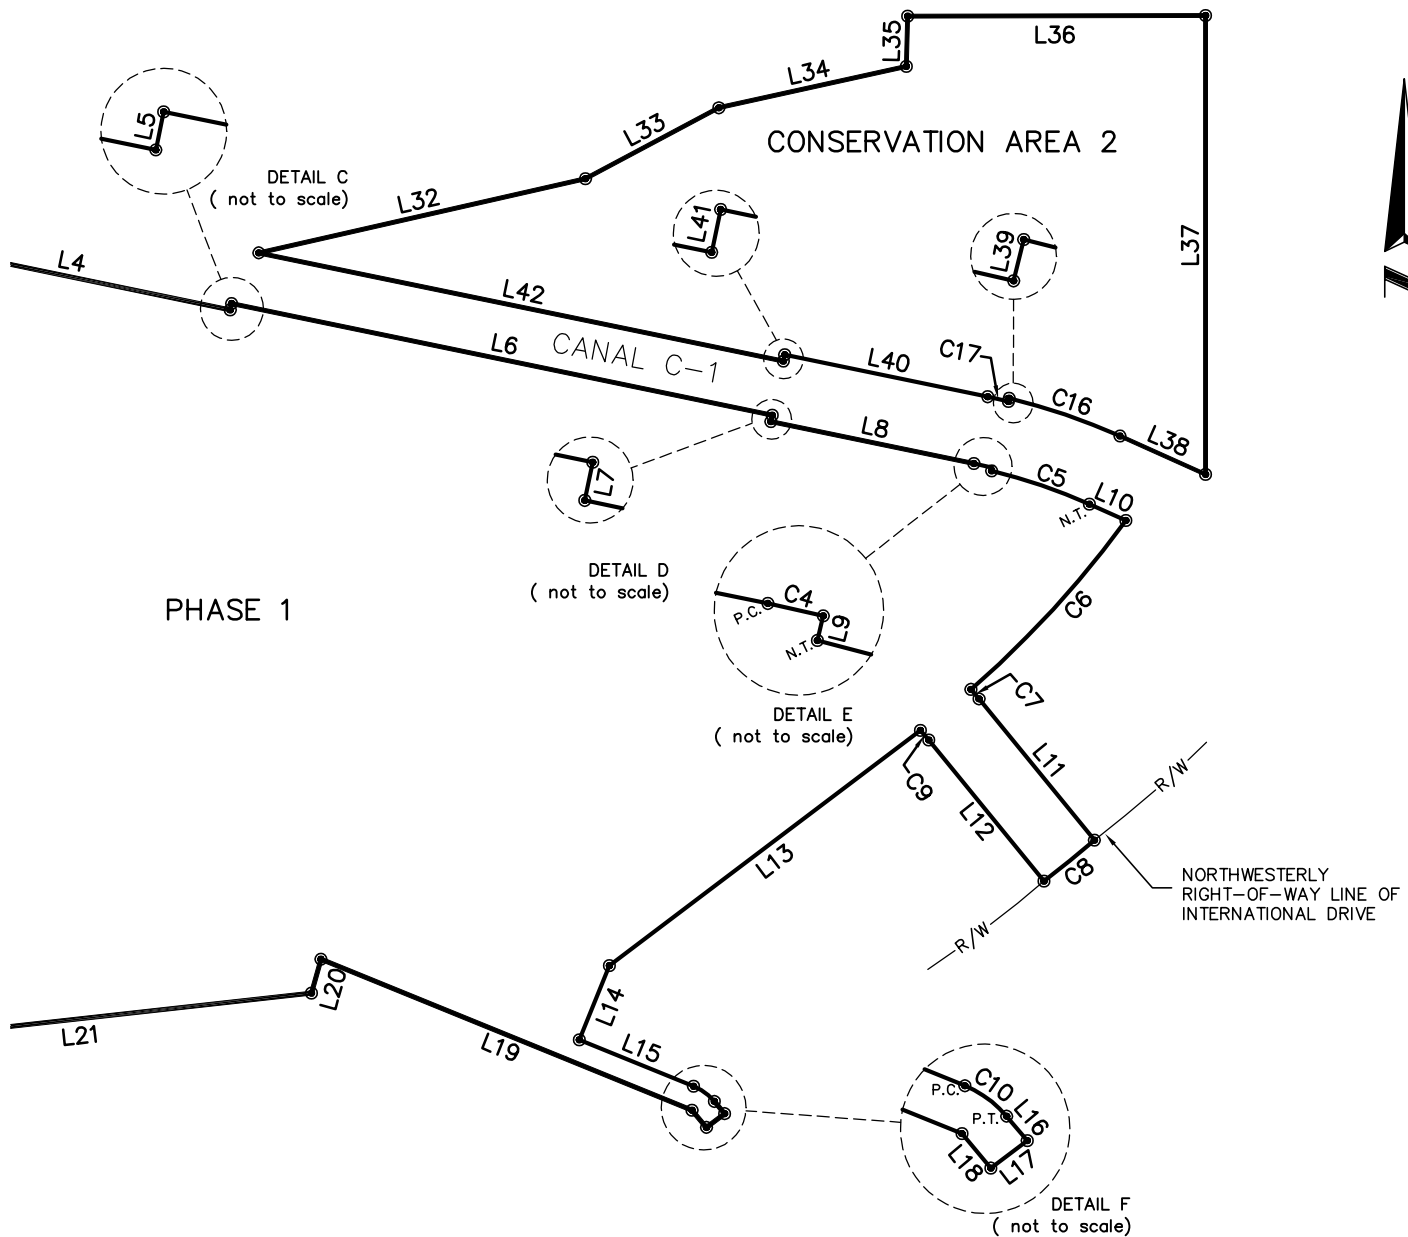 L35
L36
L34
L5
L33
CONSERVATION AREA 2
DETAIL C
( not to scale)
L32
L41
L39
L37
L4
L42
L6
CANAL C-1
C17
L40
C16
L38
L8
C5
L10
N.T.
L7
DETAIL D
( not to scale)
C4
P.C.
L9
N.T.
DETAIL E
( not to scale)
PHASE 1
C6
C7
L11
R/W
C9
L12
L13
C8
NORTHWESTERLY
RIGHT-OF-WAY LINE OF
INTERNATIONAL DRIVE
R/W
L20
L14
L21
L19
L15
C10
P.C.
L16
P.T.
L18
L17
DETAIL F
( not to scale)